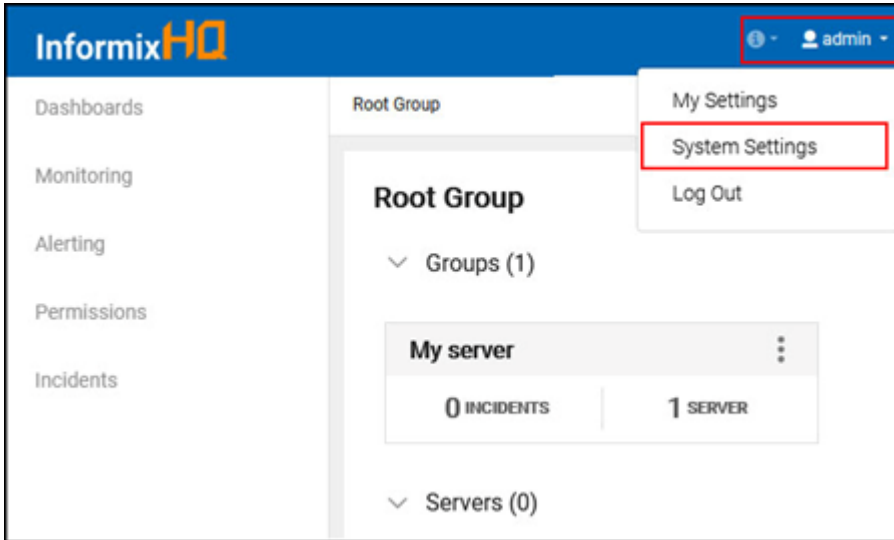 InformixHQ
admin
Dashboards
Root Group
My Settings
System Settings
Monitoring
Log Out
Root Group
Alerting
Groups (1)
Permissions
My server
Incidents
0 INCIDENTS
1 SERVER
Servers (0)